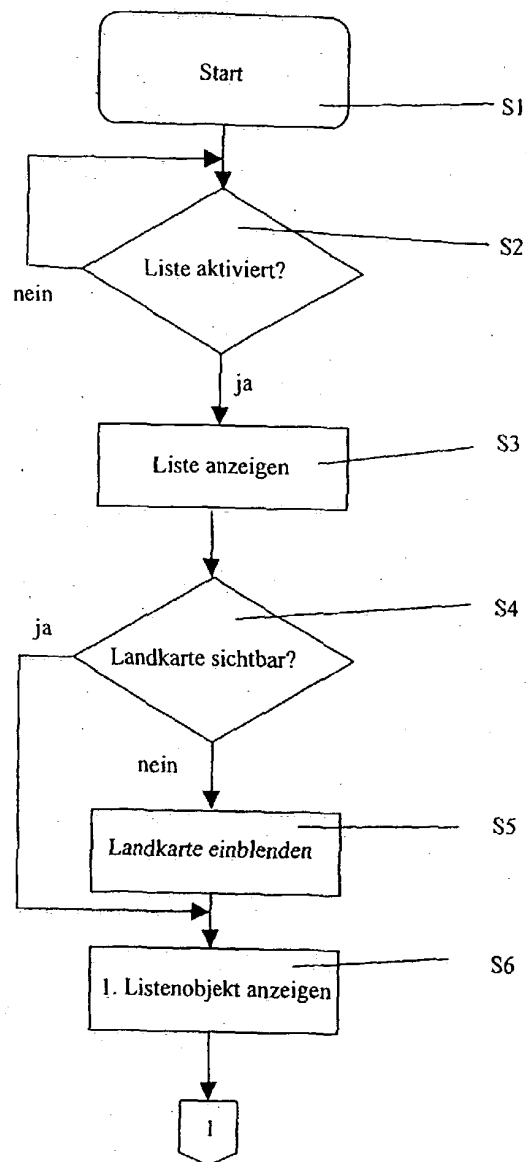 Start
S1
Liste aktiviert?
S2
nein
ja
Liste anzeigen
S3
ja
Landkarte sichtbar?
S4
nein
Landkarte einblenden
S5
1. Listenobjekt anzeigen
S6
1